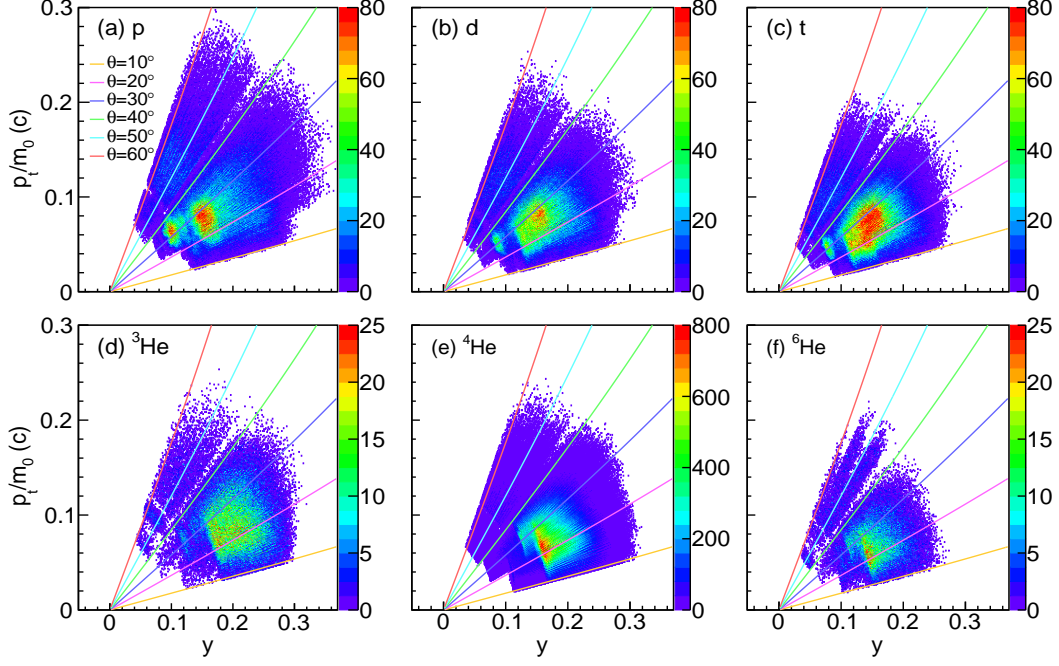 (a) p
(b) d
(c) t
θ=10°
θ=20°
θ=30°
θ=40°
θ=50°
θ=60°
pt/m0 (c)
0.3
0.2
0.1
0
80
60
40
20
0
80
60
40
20
0
80
60
40
20
0
(d) ³He
(e) ⁴He
(f) ⁶He
pt/m0 (c)
0.3
0.2
0.1
0
25
20
15
10
5
0
800
600
400
200
0
25
20
15
10
5
0
0 0.1 0.2 0.3
0 0.1 0.2 0.3
0 0.1 0.2 0.3
y
y
y